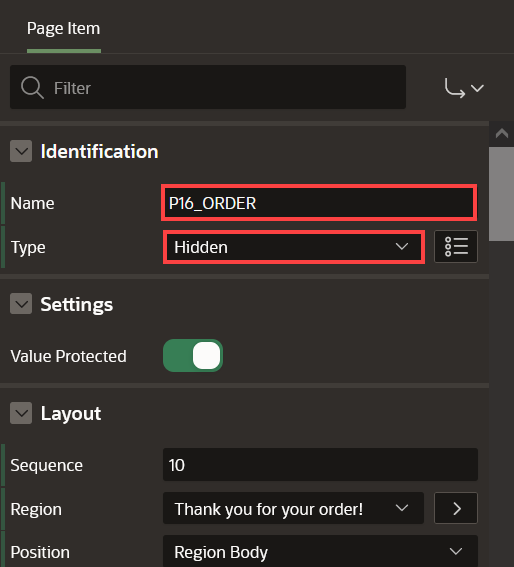 Page Item
Filter
Identification
Name P16_ORDER
Type Hidden
Settings
Value Protected
Layout
Sequence 10
Region Thank you for your order!
Position Region Body